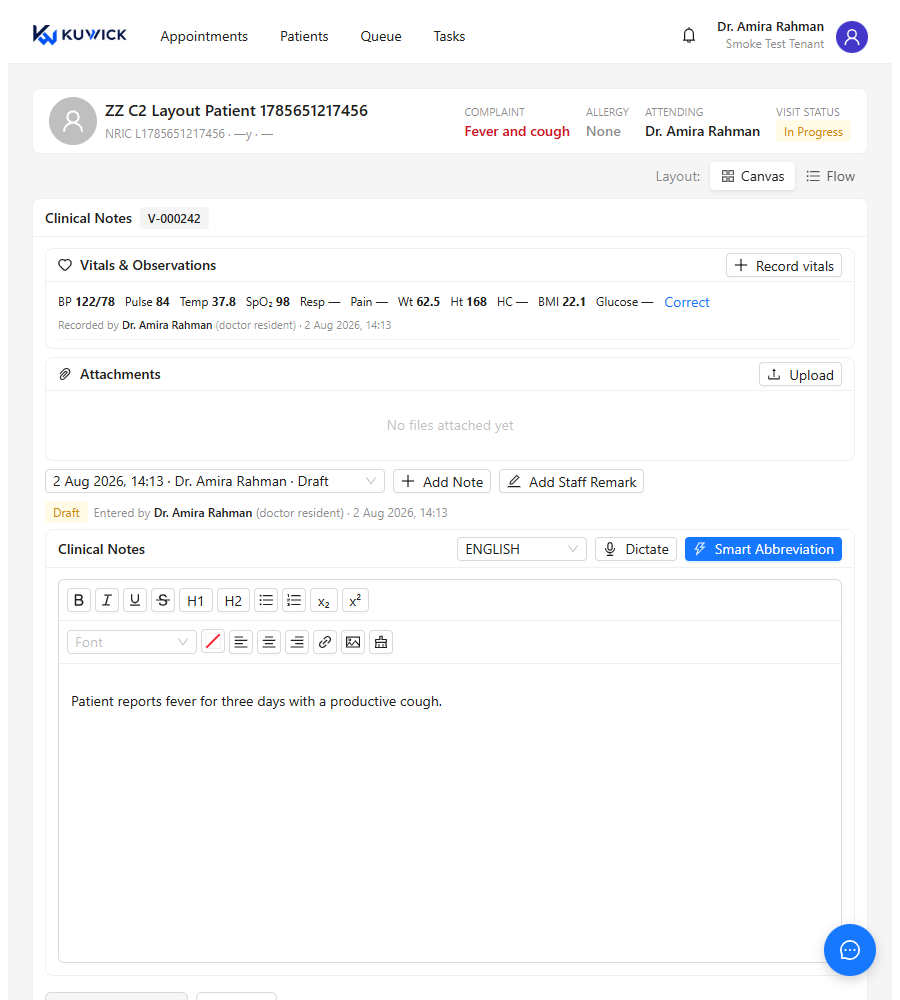 KUWICK Appointments Patients Queue Tasks Dr. Amira Rahman
Smoke Test Tenant
ZZ C2 Layout Patient 1785651217456
NRIC L1785651217456 · —y · —
COMPLAINT ALLERGY ATTENDING VISIT STATUS
Fever and cough None Dr. Amira Rahman In Progress
Layout: Canvas Flow
Clinical Notes V-000242
Vitals & Observations Record vitals
BP 122/78 Pulse 84 Temp 37.8 SpO₂ 98 Resp — Pain — Wt 62.5 Ht 168 HC — BMI 22.1 Glucose — Correct
Recorded by Dr. Amira Rahman (doctor resident) · 2 Aug 2026, 14:13
Attachments Upload
No files attached yet
2 Aug 2026, 14:13 · Dr. Amira Rahman · Draft Add Note Add Staff Remark
Draft Entered by Dr. Amira Rahman (doctor resident) · 2 Aug 2026, 14:13
Clinical Notes ENGLISH Dictate Smart Abbreviation
B I U S H1 H2 x₂ x²
Font
Patient reports fever for three days with a productive cough.